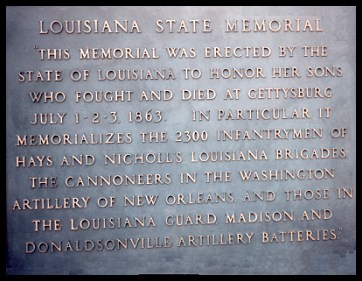 LOUISIANA STATE MEMORIAL
"THIS MEMORIAL WAS ERECTED BY THE
STATE OF LOUISIANA TO HONOR HER SONS
WHO FOUGHT AND DIED AT GETTYSBURG
JULY 1-2-3 1863. IN PARTICULAR IT
MEMORIALIZES THE 2300 INFANTRYMEN OF
HAYS AND NICHOLL'S LOUISIANA BRIGADES
THE CANNONEERS IN THE WASHINGTON
ARTILLERY OF NEW ORLEANS, AND THOSE IN
THE LOUISIANA GUARD MADISON, AND
DONALDSONVILLE ARTILLERY BATTERIES."